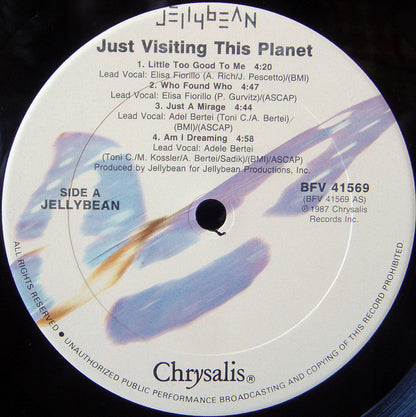 JELLYBEAN
Just Visiting This Planet
1. Little Too Good To Me 4:20
Lead Vocal: Elisa Fiorillo (A. Rich/J. Pescetto)/(BMI)
2. Who Found Who 4:47
Lead Vocal: Elisa Fiorillo (P. Gurvitz)/(ASCAP)
3. Just A Mirage 4:44
Lead Vocal: Adel Bertei (Toni C./A. Bertei)
(BMI)/(ASCAP)
4. Am I Dreaming 4:58
Lead Vocal: Adele Bertei
(Toni C./M. Kossler/A. Bertei/Sadik)/(BMI)/(ASCAP)
Produced by Jellybean for Jellybean Productions, Inc.
SIDE A
JELLYBEAN
BFV 41569
(BFV 41569 AS)
℗1987 Chrysalis
Records Inc.
ALL RIGHTS RESERVED ● UNAUTHORIZED PUBLIC PERFORMANCE BROADCASTING AND COPYING OF THIS RECORD PROHIBITED
Chrysalis®